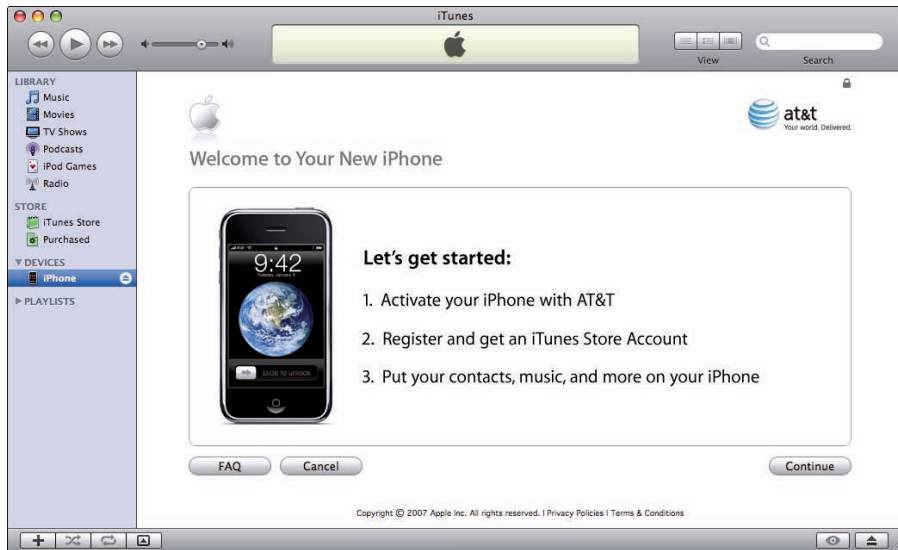 iTunes
View
Search
LIBRARY
Music
Movies
TV Shows
Podcasts
iPod Games
Radio
STORE
iTunes Store
Purchased
DEVICES
iPhone
PLAYLISTS
at&t
Your world. Delivered.
Welcome to Your New iPhone
9:42
Tuesday, January 9
slide to unlock
Let's get started:
1. Activate your iPhone with AT&T
2. Register and get an iTunes Store Account
3. Put your contacts, music, and more on your iPhone
FAQ
Cancel
Continue
Copyright © 2007 Apple Inc. All rights reserved. | Privacy Policies | Terms & Conditions